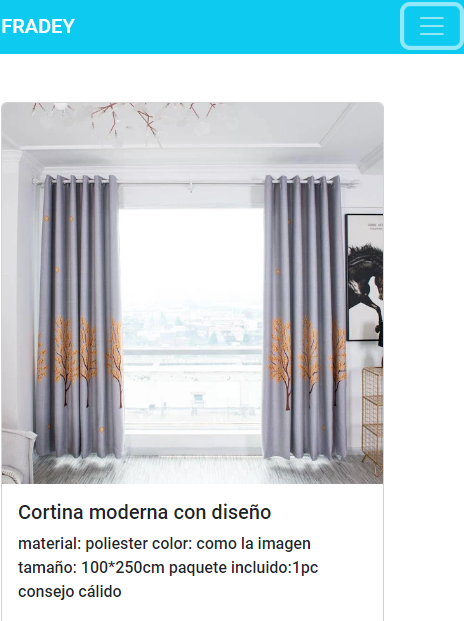 FRADEY
Cortina moderna con diseño
material: poliester color: como la imagen
tamaño: 100*250cm paquete incluido:1pc
consejo cálido